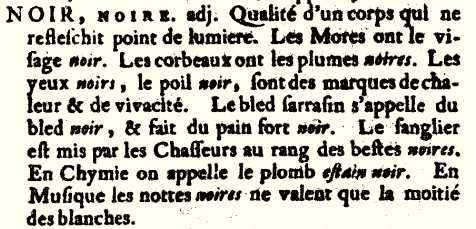 NOIR, NOIRE. adj. Qualité d'un corps qui ne
refleſchit point de lumiere. Les Mores ont le vi-
ſage noir. Les corbeaux ont les plumes noires. Les
yeux noirs, le poil noir, ſont des marques de cha-
leur & de vivacité. Le bled ſarraſin s'appelle du
bled noir, & fait du pain fort noir. Le ſanglier
eſt mis par les Chaſſeurs au rang des beſtes noires.
En Chymie on appelle le plomb eſtain noir. En
Muſique les nottes noires ne valent que la moitié
des blanches.